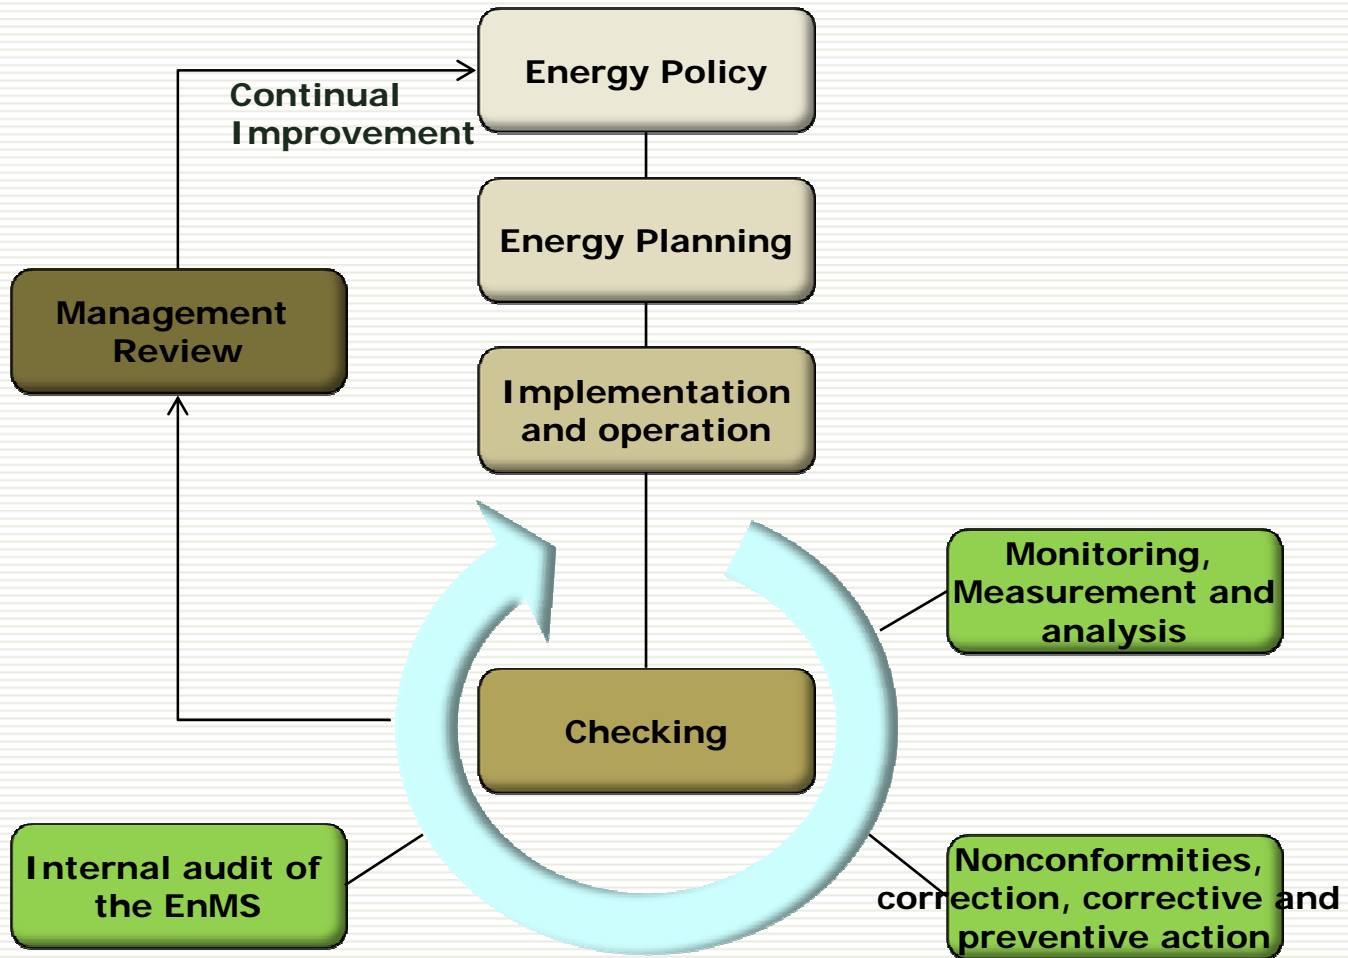 Energy Policy
Continual
Improvement
Energy Planning
Management
Review
Implementation
and operation
Monitoring,
Measurement and
analysis
Checking
Internal audit of
the EnMS
Nonconformities,
correction, corrective and
preventive action